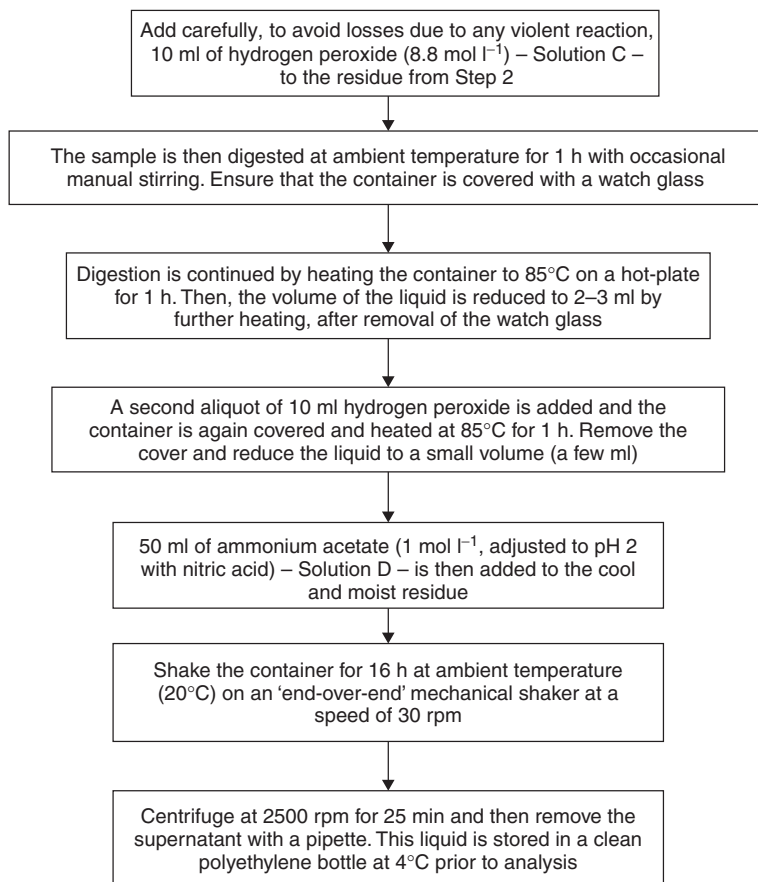 Add carefully, to avoid losses due to any violent reaction,
10 ml of hydrogen peroxide (8.8 mol l⁻¹) – Solution C –
to the residue from Step 2
The sample is then digested at ambient temperature for 1 h with occasional
manual stirring. Ensure that the container is covered with a watch glass
Digestion is continued by heating the container to 85°C on a hot-plate
for 1 h. Then, the volume of the liquid is reduced to 2–3 ml by
further heating, after removal of the watch glass
A second aliquot of 10 ml hydrogen peroxide is added and the
container is again covered and heated at 85°C for 1 h. Remove the
cover and reduce the liquid to a small volume (a few ml)
50 ml of ammonium acetate (1 mol l⁻¹, adjusted to pH 2
with nitric acid) – Solution D – is then added to the cool
and moist residue
Shake the container for 16 h at ambient temperature
(20°C) on an ‘end-over-end’ mechanical shaker at a
speed of 30 rpm
Centrifuge at 2500 rpm for 25 min and then remove the
supernatant with a pipette. This liquid is stored in a clean
polyethylene bottle at 4°C prior to analysis